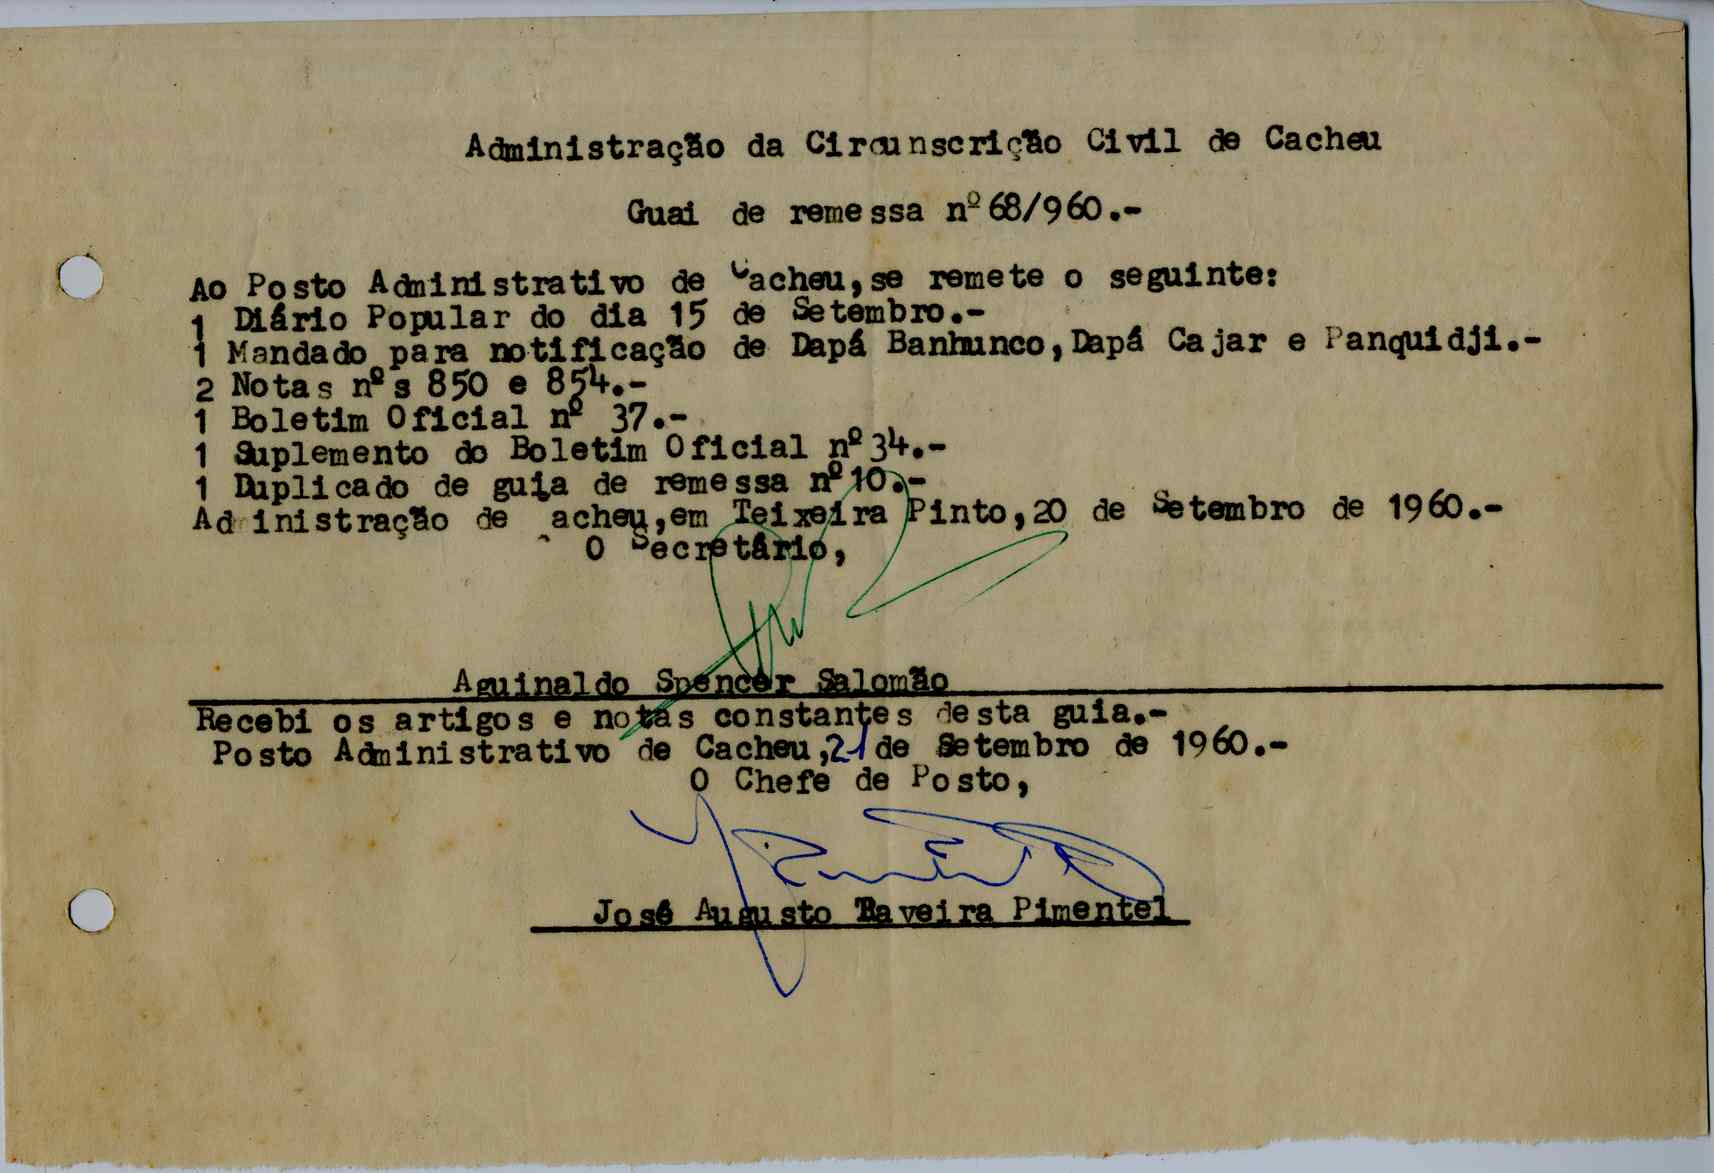 Administração da Circunscrição Civil de Cacheu
Guai de remessa nº 68/960.-
Ao Posto Administrativo de Cacheu,se remete o seguinte:
1 Diário Popular do dia 15 de Setembro.-
1 Mandado para notificação de Dapá Banhunco,Dapá Cajar e Panquidji.-
2 Notas nºs 850 e 854.-
1 Boletim Oficial nº 37.-
1 Suplemento do Boletim Oficial nº 34.-
1 Duplicado de guia de remessa nº 10.-
Ad inistração de acheu,em Teixeira Pinto,20 de Setembro de 1960.-
O Secretário,
Aguinaldo Spencer Salomão
Recebi os artigos e notas constantes desta guia.-
Posto Administrativo de Cacheu,21 de Setembro de 1960.-
O Chefe de Posto,
José Augusto Taveira Pimentel